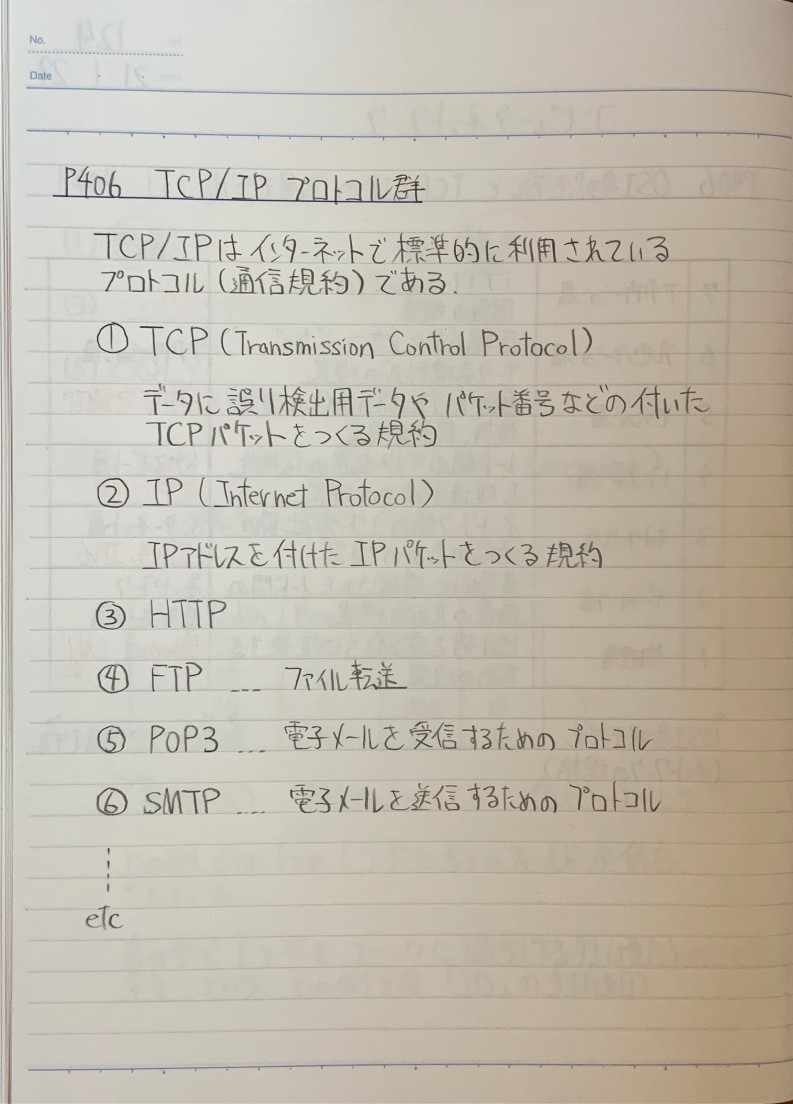 No.
Date
P406 TCP/IP プロトコル群
TCP/IPはインターネットで標準的に利用されている
プロトコル(通信規約)である.
① TCP (Transmission Control Protocol)
データに誤り検出用データや パケット番号などの付いた
TCPパケットをつくる規約
② IP (Internet Protocol)
IPアドレスを付けた IPパケットをつくる規約
③ HTTP
④ FTP .... ファイル転送
⑤ POP3 .... 電子メールを受信するための プロトコル
⑥ SMTP .... 電子メールを送信するための プロトコル
etc